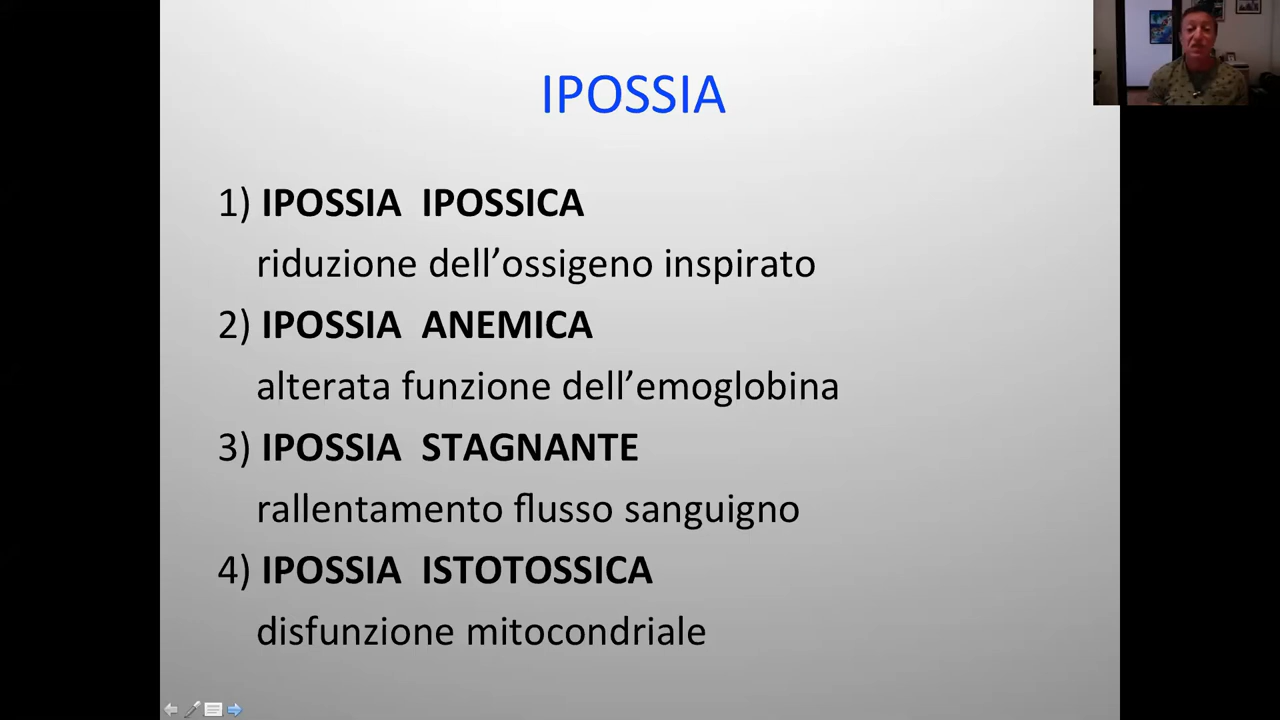 IPOSSIA
1) IPOSSIA IPOSSICA
riduzione dell’ossigeno inspirato
2) IPOSSIA ANEMICA
alterata funzione dell’emoglobina
3) IPOSSIA STAGNANTE
rallentamento flusso sanguigno
4) IPOSSIA ISTOTOSSICA
disfunzione mitocondriale